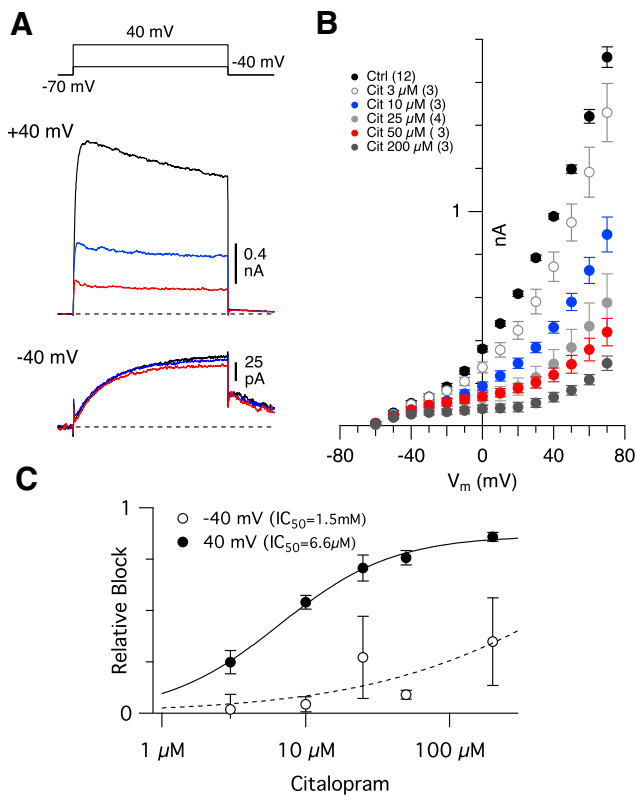 A
40 mV
-40 mV
-70 mV
+40 mV
0.4
nA
-40 mV
25
pA
B
Ctrl (12)
Cit 3 µM (3)
Cit 10 µM (3)
Cit 25 µM (4)
Cit 50 µM ( 3)
Cit 200 µM (3)
1
nA
-80
-40
0
40
80
Vm (mV)
C
1
-40 mV (IC50=1.5mM)
40 mV (IC50=6.6µM)
Relative Block
0
1 µM
10 µM
100 µM
Citalopram